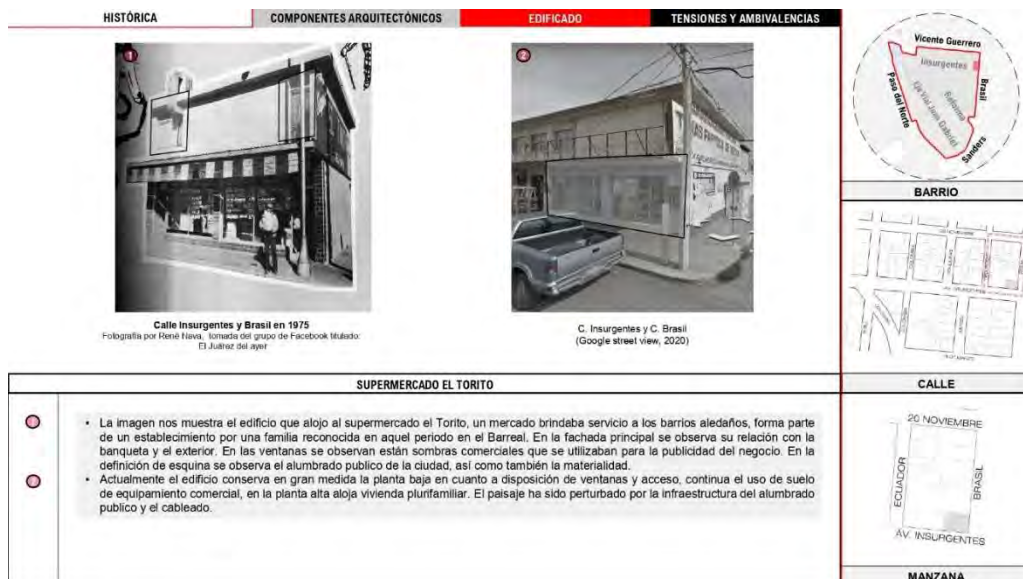 HISTÓRICA
COMPONENTES ARQUITECTÓNICOS
EDIFICADO
TENSIONES Y AMBIVALENCIAS
1
2
Calle Insurgentes y Brasil en 1975
Fotografía por René Nava, tomada del grupo de Facebook titulado:
El Juárez del ayer
C. Insurgentes y C. Brasil
(Google street view, 2020)
SUPERMERCADO EL TORITO
1
• La imagen nos muestra el edificio que alojo al supermercado el Torito, un mercado brindaba servicio a los barrios aledaños, forma parte
de un establecimiento por una familia reconocida en aquel periodo en el Barreal. En la fachada principal se observa su relación con la
banqueta y el exterior. En las ventanas se observan están sombras comerciales que se utilizaban para la publicidad del negocio. En la
definición de esquina se observa el alumbrado publico de la ciudad, así como también la materialidad.
2
• Actualmente el edificio conserva en gran medida la planta baja en cuanto a disposición de ventanas y acceso, continua el uso de suelo
de equipamiento comercial, en la planta alta aloja vivienda plurifamiliar. El paisaje ha sido perturbado por la infraestructura del alumbrado
publico y el cableado.
Vicente Guerrero
Insurgentes
Brasil
Paso del Norte
Reforma
Eje Vial Juan Gabriel
Sanders
BARRIO
CALLE
20 NOVIEMBRE
ECUADOR
BRASIL
AV. INSURGENTES
MANZANA